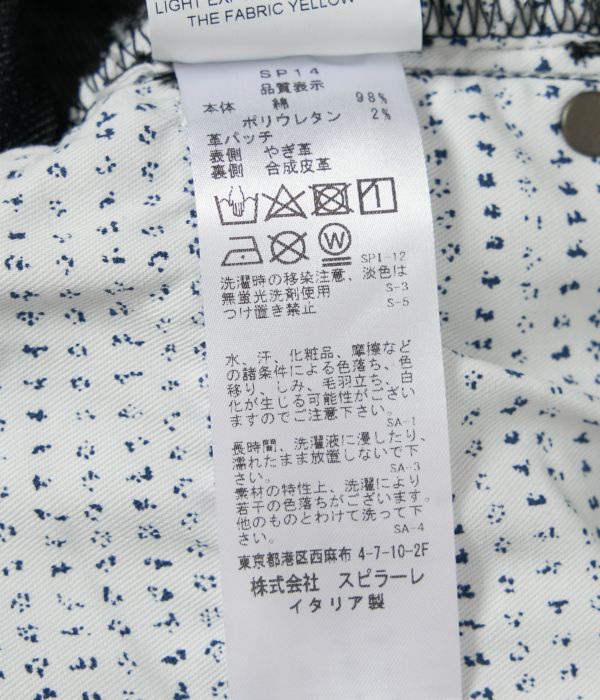 LIGHT EXP
THE FABRIC YELLOW
SP14
品質表示
本体 綿 98%
ポリウレタン 2%
革パッチ
表側 やぎ革
裏側 合成皮革
SPI-12
洗濯時の移染注意、淡色は
無蛍光洗剤使用 S-3
つけ置き禁止 S-5
水、汗、化粧品、摩擦など
の諸条件による色落ち、色
移り、しみ、毛羽立ち、白
化が生じる可能性がござい
ますのでご注意下さい。
SA-1
長時間、洗濯液に浸したり、
濡れたまま放置しないで下
さい。 SA-3
素材の特性上、洗濯により
若干の色落ちがございます。
他のものとわけて洗って下
さい。 SA-4
東京都港区西麻布 4-7-10-2F
株式会社 スピラーレ
イタリア製